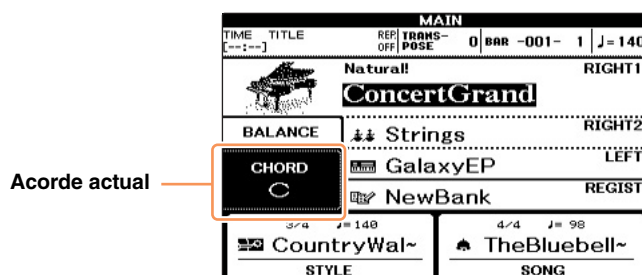 MAIN
TIME TITLE REP. OFF TRANS-POSE 0 BAR -001- 1 ♩=140
[--:--]
Natural! RIGHT1
ConcertGrand
BALANCE Strings RIGHT2
CHORD GalaxyEP LEFT
C NewBank REGIST
Acorde actual
3/4 ♩=140 4/4 ♩= 98
CountryWal~ TheBluebell~
STYLE SONG